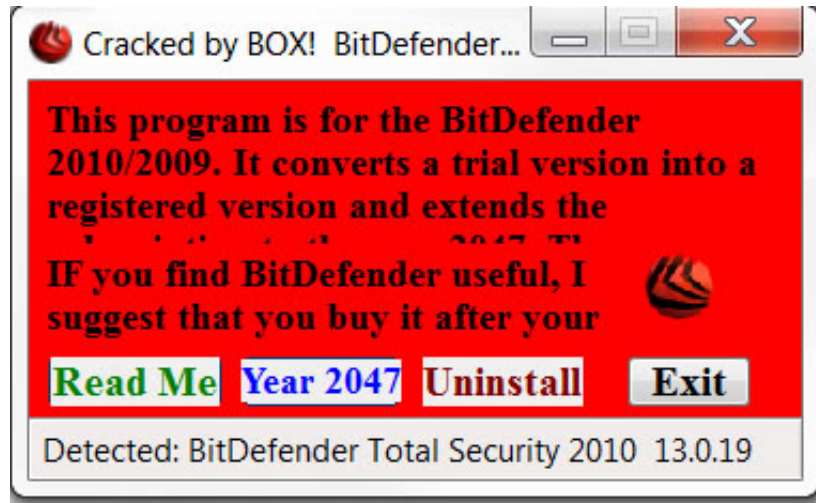 Cracked by BOX! BitDefender...
This program is for the BitDefender
2010/2009. It converts a trial version into a
registered version and extends the
2047.
IF you find BitDefender useful, I
suggest that you buy it after your
Read Me Year 2047 Uninstall Exit
Detected: BitDefender Total Security 2010 13.0.19